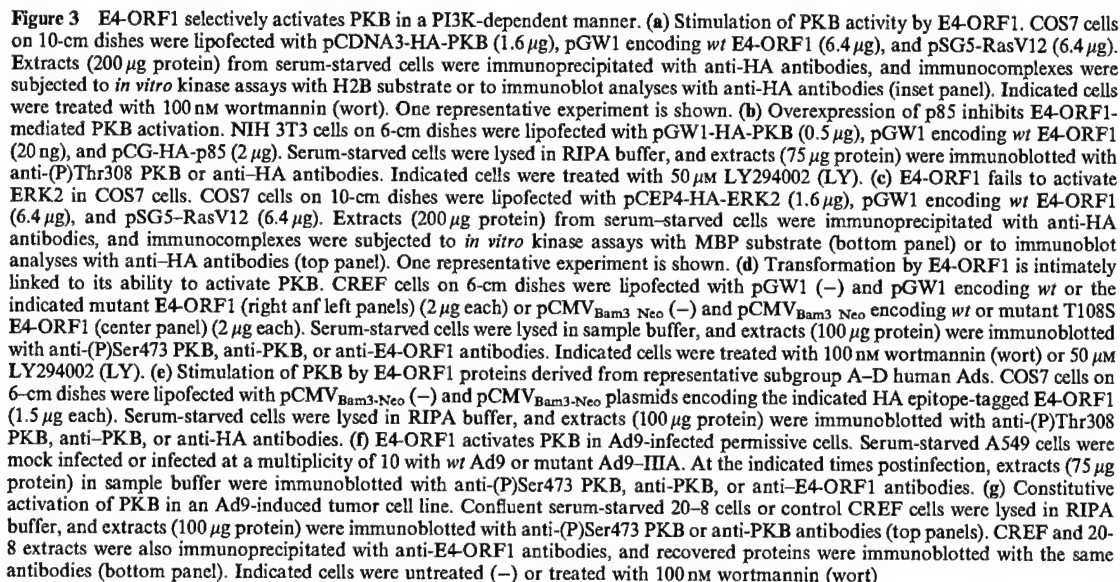 Figure 3 E4-ORF1 selectively activates PKB in a PI3K-dependent manner. (a) Stimulation of PKB activity by E4-ORF1. COS7 cells
on 10-cm dishes were lipofected with pCDNA3-HA-PKB (1.6 µg), pGW1 encoding wt E4-ORF1 (6.4 µg), and pSG5-RasV12 (6.4 µg).
Extracts (200 µg protein) from serum-starved cells were immunoprecipitated with anti-HA antibodies, and immunocomplexes were
subjected to in vitro kinase assays with H2B substrate or to immunoblot analyses with anti-HA antibodies (inset panel). Indicated cells
were treated with 100 nM wortmannin (wort). One representative experiment is shown. (b) Overexpression of p85 inhibits E4-ORF1-
mediated PKB activation. NIH 3T3 cells on 6-cm dishes were lipofected with pGW1-HA-PKB (0.5 µg), pGW1 encoding wt E4-ORF1
(20 ng), and pCG-HA-p85 (2 µg). Serum-starved cells were lysed in RIPA buffer, and extracts (75 µg protein) were immunoblotted with
anti-(P)Thr308 PKB or anti–HA antibodies. Indicated cells were treated with 50 µM LY294002 (LY). (c) E4-ORF1 fails to activate
ERK2 in COS7 cells. COS7 cells on 10-cm dishes were lipofected with pCEP4-HA-ERK2 (1.6 µg), pGW1 encoding wt E4-ORF1
(6.4 µg), and pSG5–RasV12 (6.4 µg). Extracts (200 µg protein) from serum–starved cells were immunoprecipitated with anti-HA
antibodies, and immunocomplexes were subjected to in vitro kinase assays with MBP substrate (bottom panel) or to immunoblot
analyses with anti–HA antibodies (top panel). One representative experiment is shown. (d) Transformation by E4-ORF1 is intimately
linked to its ability to activate PKB. CREF cells on 6-cm dishes were lipofected with pGW1 (−) and pGW1 encoding wt or the
indicated mutant E4-ORF1 (right anf left panels) (2 µg each) or pCMVBam3 Neo (−) and pCMVBam3 Neo encoding wt or mutant T108S
E4-ORF1 (center panel) (2 µg each). Serum-starved cells were lysed in sample buffer, and extracts (100 µg protein) were immunoblotted
with anti-(P)Ser473 PKB, anti-PKB, or anti-E4-ORF1 antibodies. Indicated cells were treated with 100 nM wortmannin (wort) or 50 µM
LY294002 (LY). (e) Stimulation of PKB by E4-ORF1 proteins derived from representative subgroup A–D human Ads. COS7 cells on
6–cm dishes were lipofected with pCMVBam3-Neo (−) and pCMVBam3-Neo plasmids encoding the indicated HA epitope-tagged E4-ORF1
(1.5 µg each). Serum-starved cells were lysed in RIPA buffer, and extracts (100 µg protein) were immunoblotted with anti-(P)Thr308
PKB, anti–PKB, or anti-HA antibodies. (f) E4-ORF1 activates PKB in Ad9-infected permissive cells. Serum-starved A549 cells were
mock infected or infected at a multiplicity of 10 with wt Ad9 or mutant Ad9–IIIA. At the indicated times postinfection, extracts (75 µg
protein) in sample buffer were immunoblotted with anti-(P)Ser473 PKB, anti-PKB, or anti–E4-ORF1 antibodies. (g) Constitutive
activation of PKB in an Ad9-induced tumor cell line. Confluent serum-starved 20–8 cells or control CREF cells were lysed in RIPA
buffer, and extracts (100 µg protein) were immunoblotted with anti-(P)Ser473 PKB or anti-PKB antibodies (top panels). CREF and 20-
8 extracts were also immunoprecipitated with anti-E4-ORF1 antibodies, and recovered proteins were immunoblotted with the same
antibodies (bottom panel). Indicated cells were untreated (−) or treated with 100 nM wortmannin (wort)